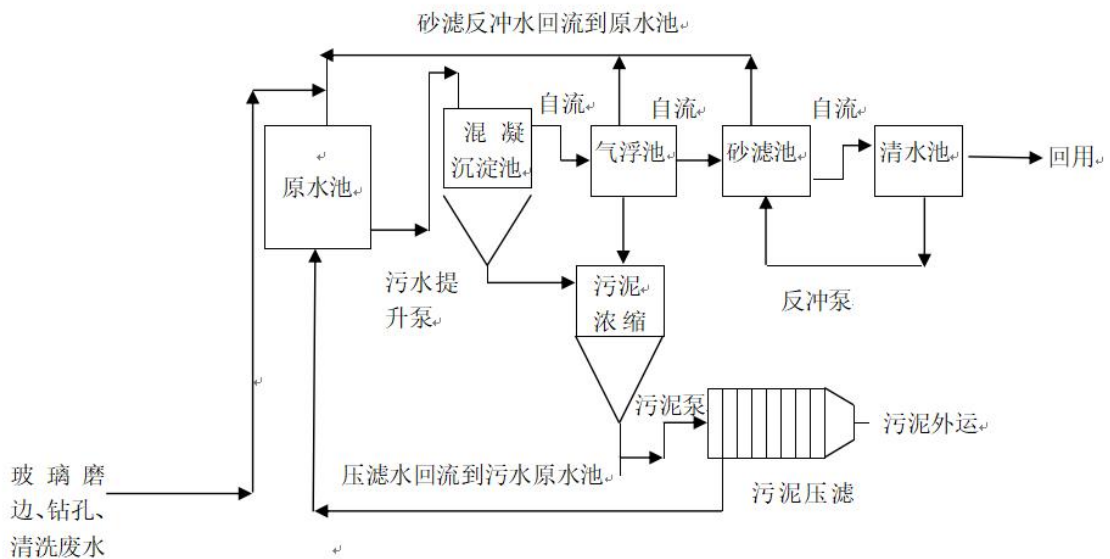 砂滤反冲水回流到原水池
自流
自流
自流
混 凝
沉淀池
气浮池
砂滤池
清水池
回用
原水池
污水提
升泵
污泥
浓缩
反冲泵
污泥泵
污泥外运
压滤水回流到污水原水池
污泥压滤
玻 璃 磨
边、钻孔、
清洗废水